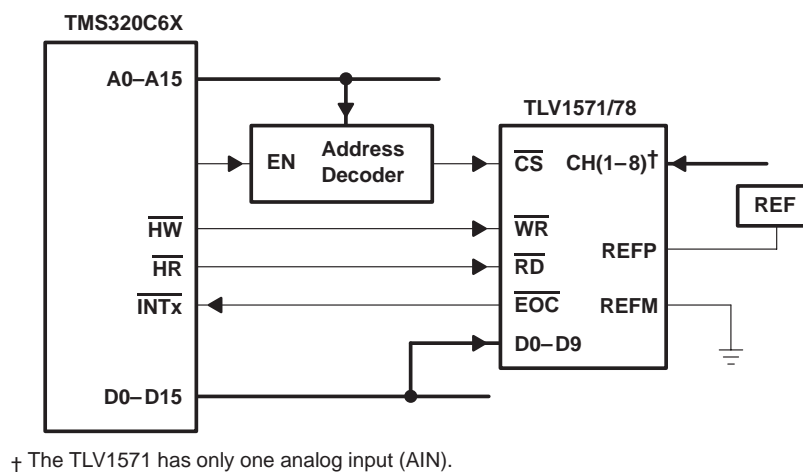 TMS320C6X
A0–A15
TLV1571/78
EN
Address
Decoder
CS
CH(1–8)†
REF
HW
WR
REFP
HR
RD
INTx
EOC
REFM
D0–D9
D0–D15
† The TLV1571 has only one analog input (AIN).